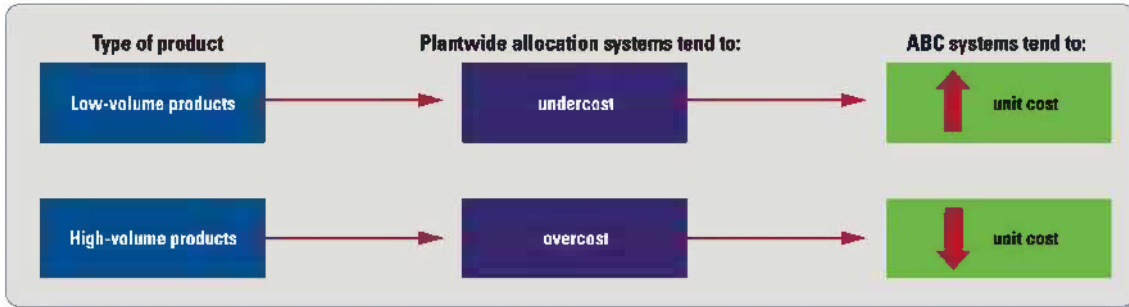 Type of product
Plantwide allocation systems tend to:
ABC systems tend to:
Low-volume products
undercost
unit cost
High-volume products
overcost
unit cost